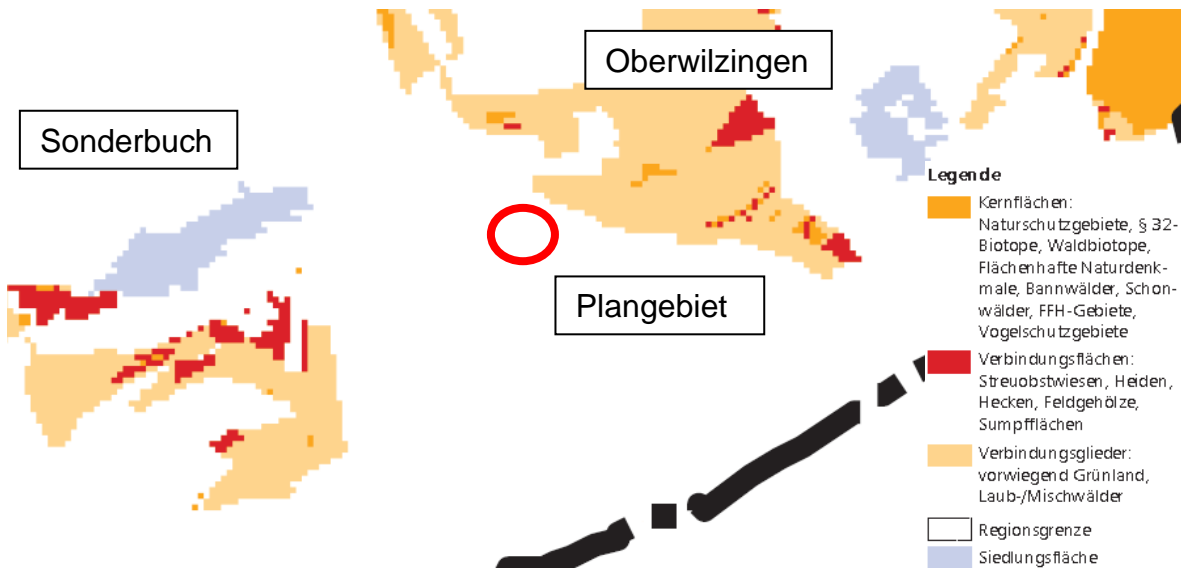 Oberwilzingen
Sonderbuch
Plangebiet
Legende
Kernflächen:
Naturschutzgebiete, § 32-
Biotope, Waldbiotope,
Flächenhafte Naturdenk-
male, Bannwälder, Schon-
wälder, FFH-Gebiete,
Vogelschutzgebiete
Verbindungsflächen:
Streuobstwiesen, Heiden,
Hecken, Feldgehölze,
Sumpfflächen
Verbindungsglieder:
vorwiegend Grünland,
Laub-/Mischwälder
Regionsgrenze
Siedlungsfläche